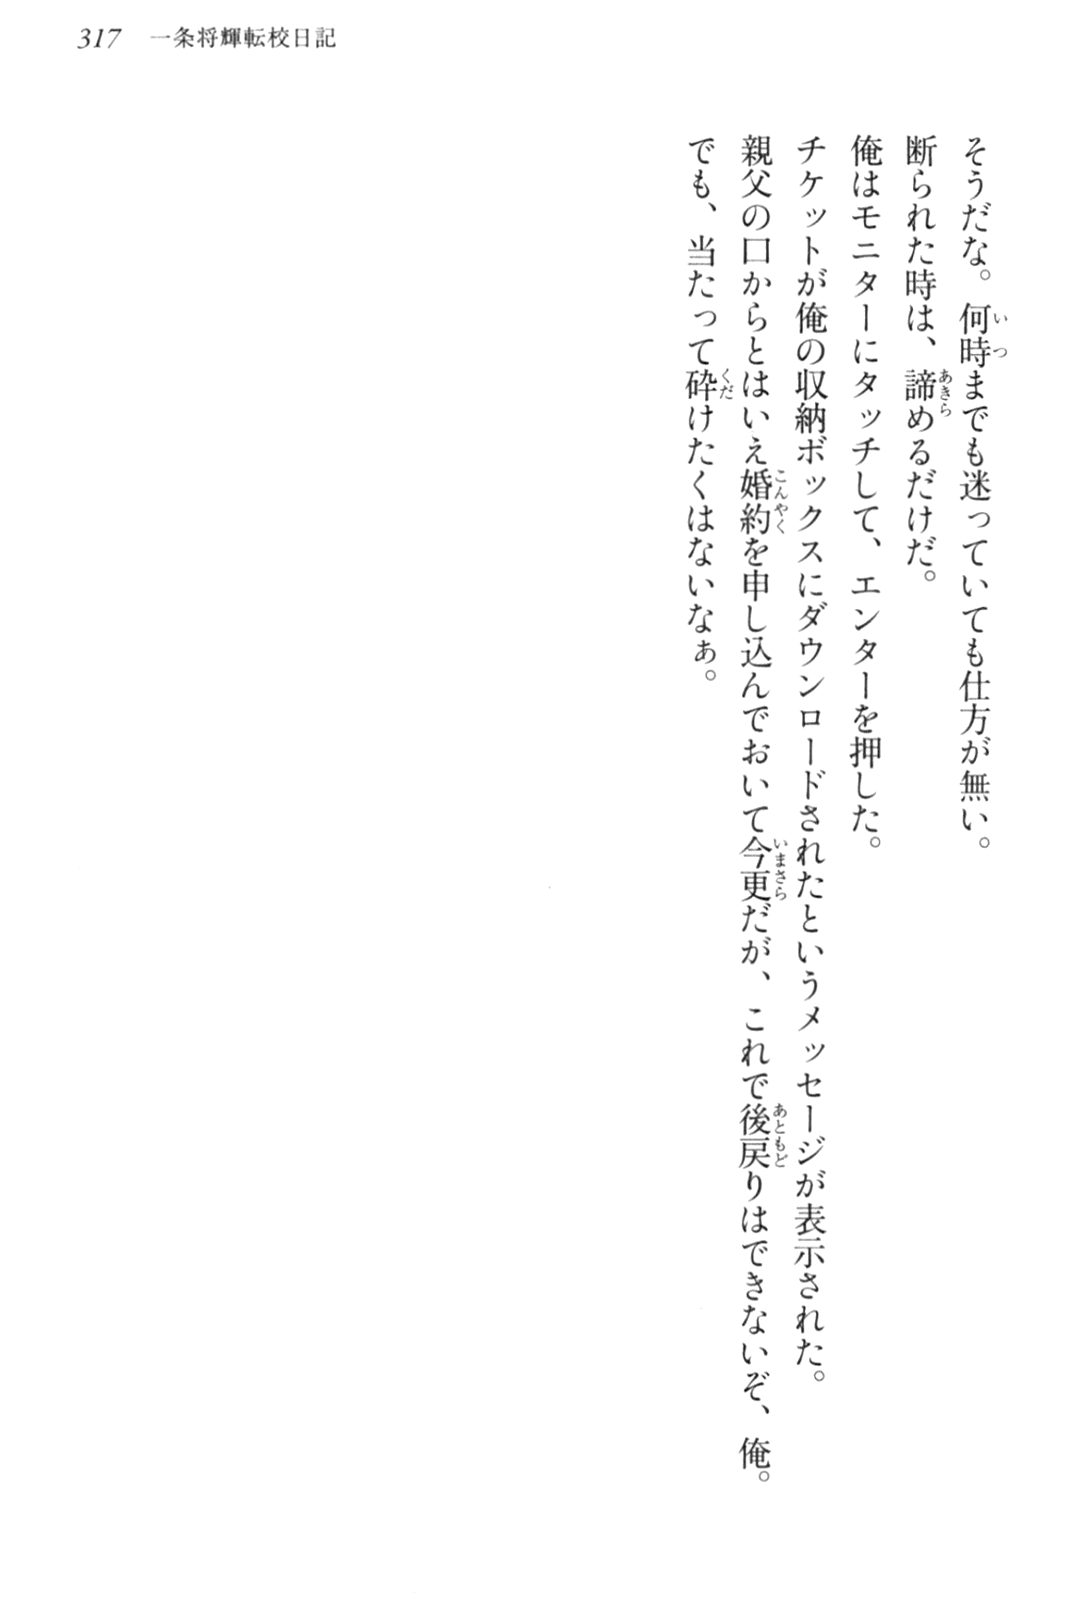 317 一条将輝転校日記
そうだな。何時までも迷っていても仕方が無い。
断られた時は、諦めるだけだ。
俺はモニターにタッチして、エンターを押した。
チケットが俺の収納ボックスにダウンロードされたというメッセージが表示された。
親父の口からとはいえ婚約を申し込んでおいて今更だが、これで後戻りはできないぞ、俺。
でも、当たって砕けたくはないなぁ。